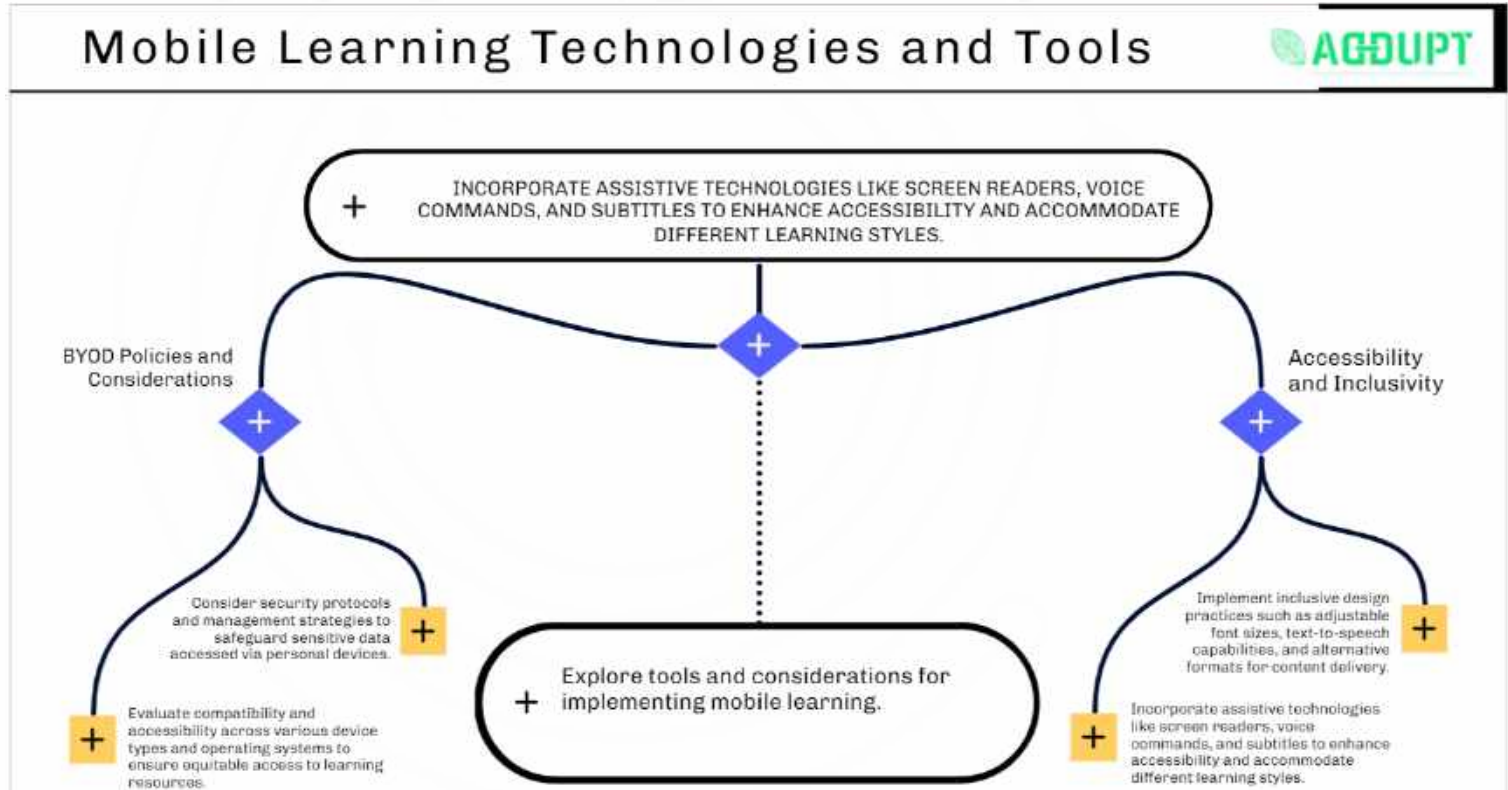 Mobile Learning Technologies and Tools
ADDUPT
INCORPORATE ASSISTIVE TECHNOLOGIES LIKE SCREEN READERS, VOICE
COMMANDS, AND SUBTITLES TO ENHANCE ACCESSIBILITY AND ACCOMMODATE
DIFFERENT LEARNING STYLES.
BYOD Policies and
Considerations
Accessibility
and Inclusivity
Consider security protocols
and management strategies to
safeguard sensitive data
accessed via personal devices.
Evaluate compatibility and
accessibility across various device
types and operating systems to
ensure equitable access to learning
resources.
Explore tools and considerations for
implementing mobile learning.
Implement inclusive design
practices such as adjustable
font sizes, text-to-speech
capabilities, and alternative
formats for content delivery.
Incorporate assistive technologies
like screen readers, voice
commands, and subtitles to enhance
accessibility and accommodate
different learning styles.